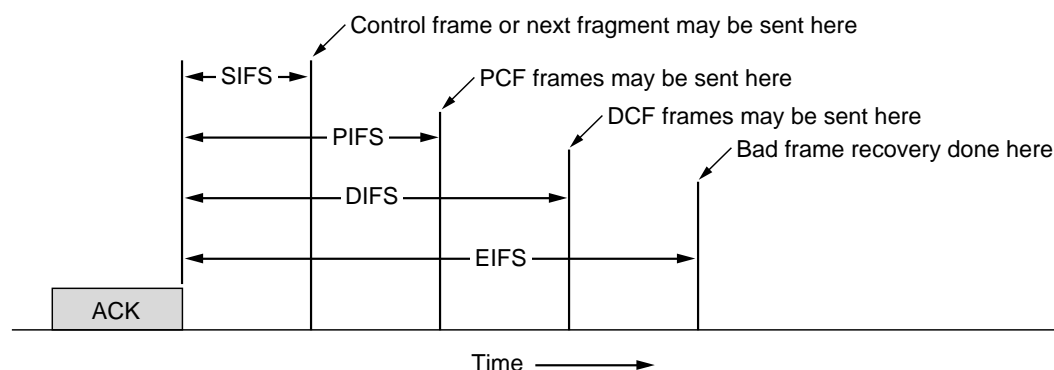 Control frame or next fragment may be sent here
SIFS
PCF frames may be sent here
PIFS
DCF frames may be sent here
Bad frame recovery done here
DIFS
EIFS
ACK
Time